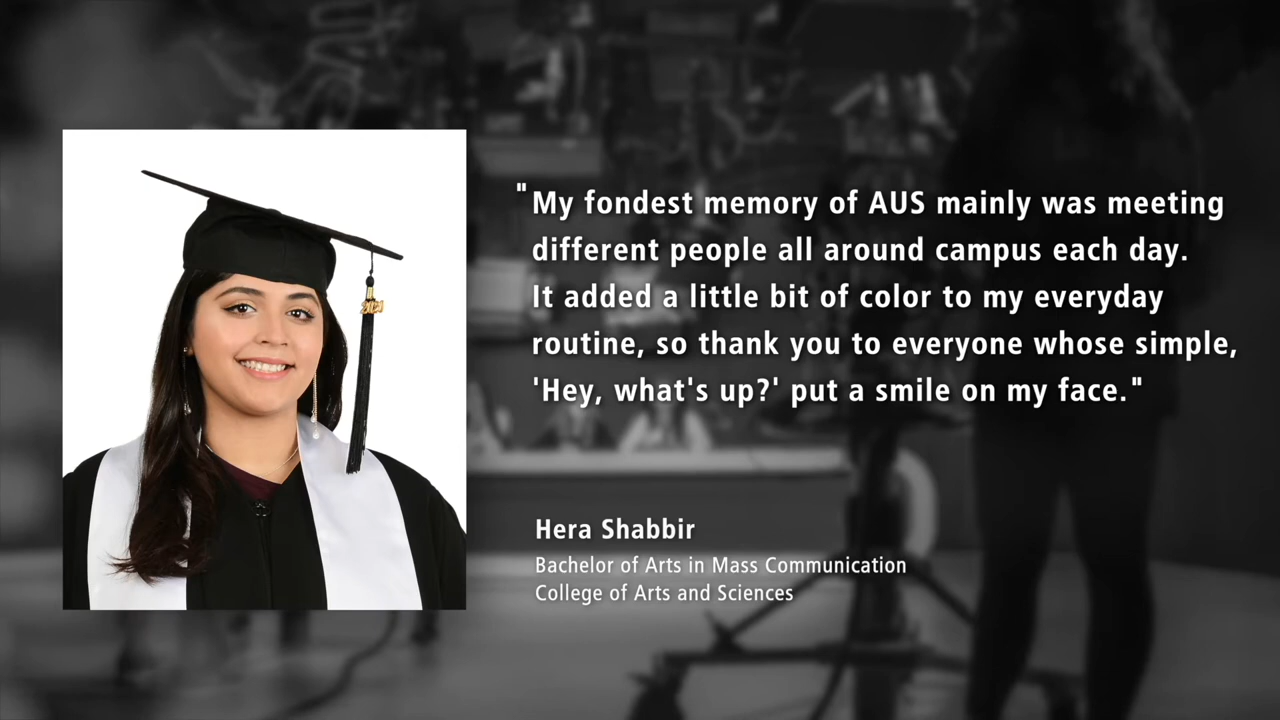 "My fondest memory of AUS mainly was meeting
different people all around campus each day.
It added a little bit of color to my everyday
routine, so thank you to everyone whose simple,
'Hey, what's up?' put a smile on my face."
Hera Shabbir
Bachelor of Arts in Mass Communication
College of Arts and Sciences